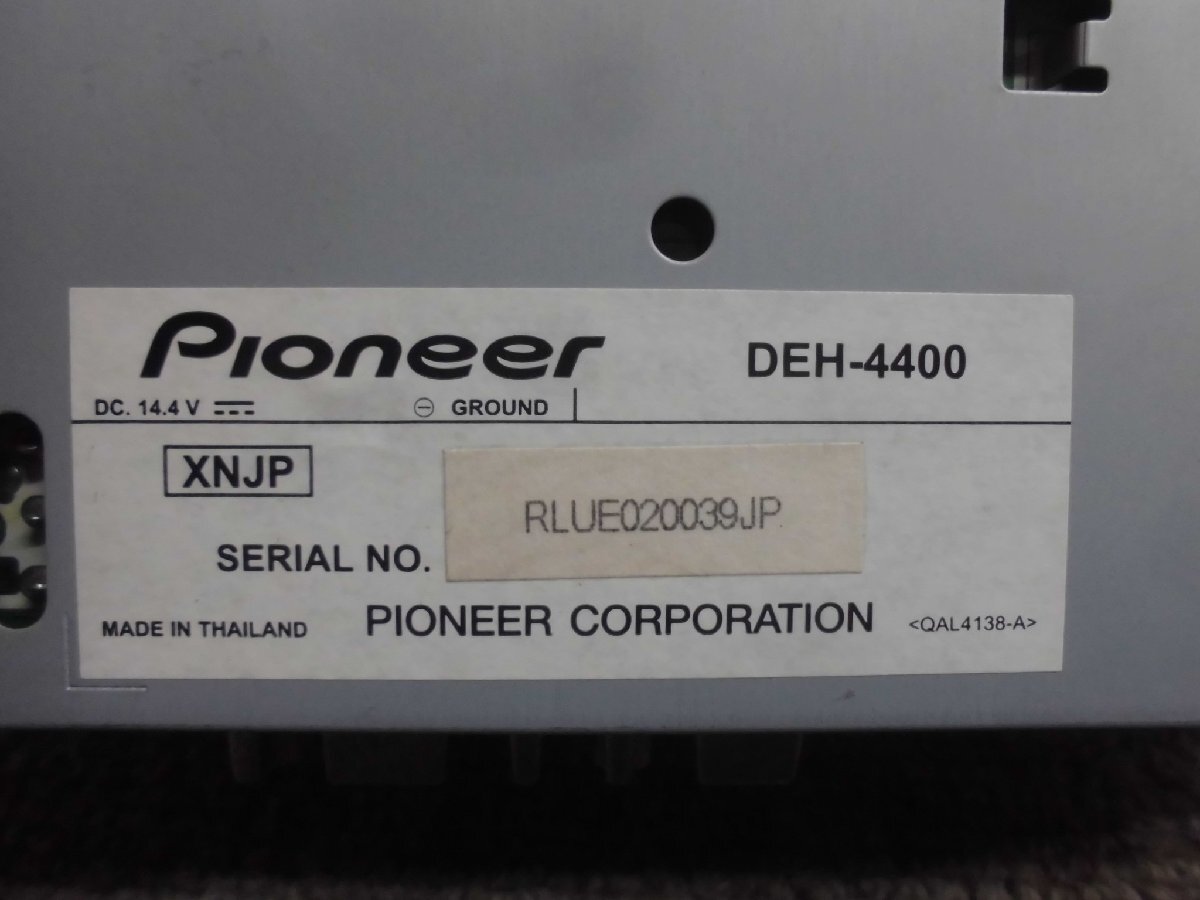 Pioneer DEH-4400
DC. 14.4 V ⎓ ⊖ GROUND
XNJP
RLUE020039JP
SERIAL NO.
MADE IN THAILAND PIONEER CORPORATION <QAL4138-A>